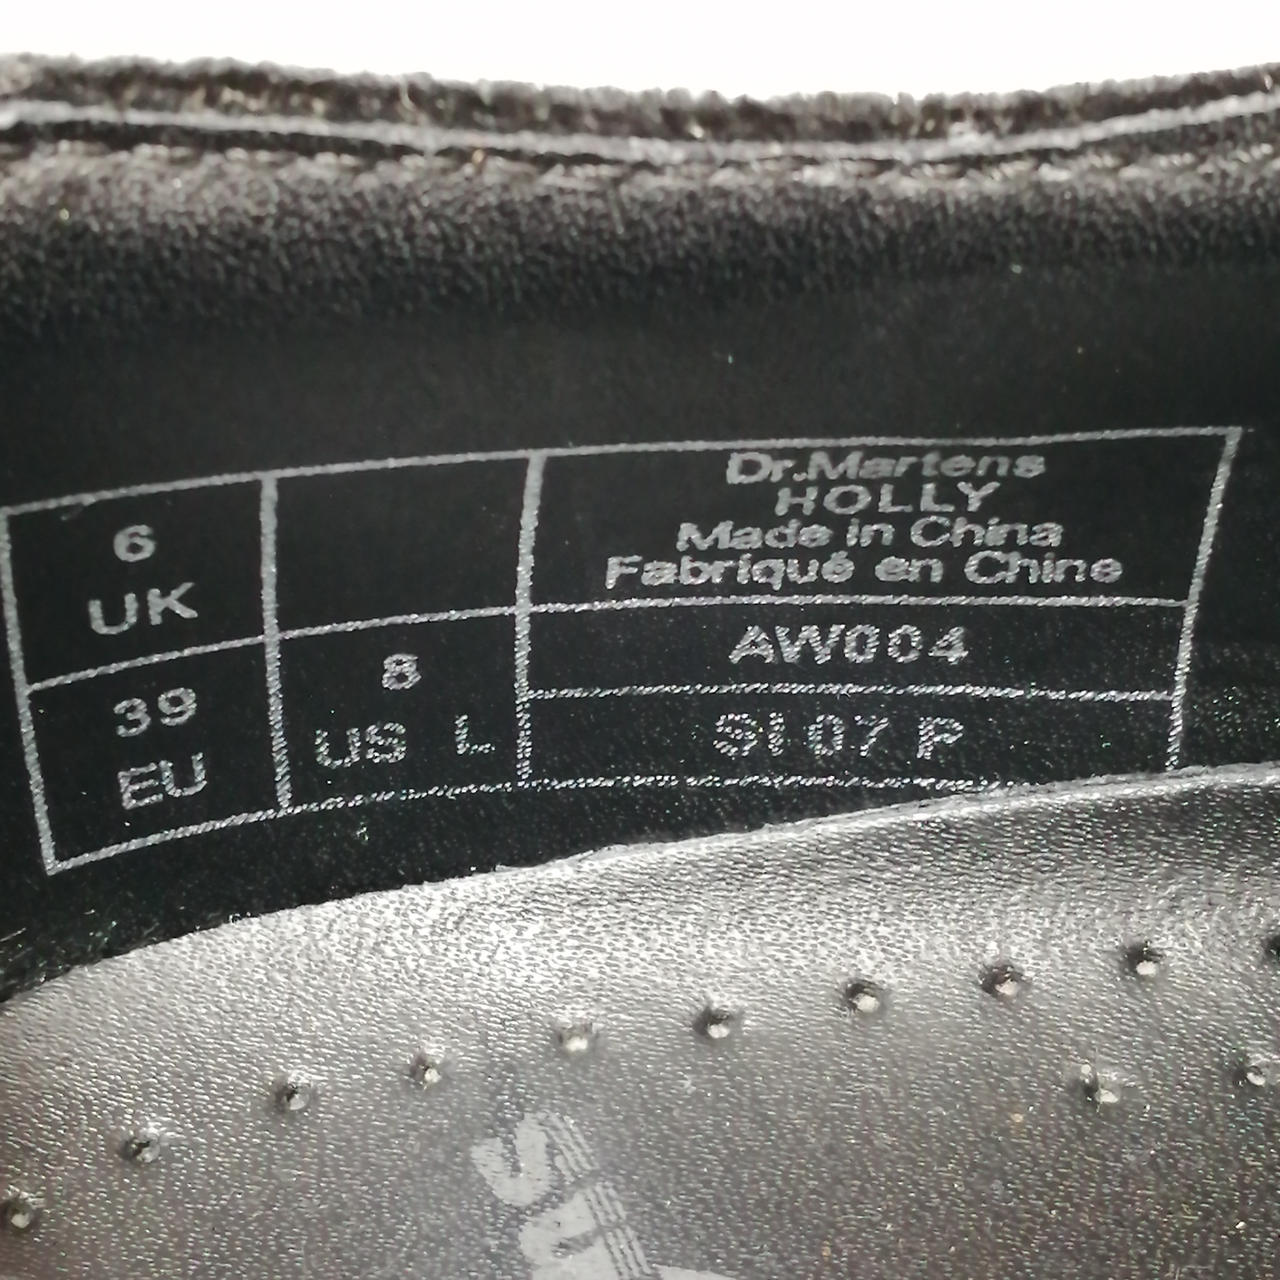 6
UK
39
EU
8
US L
Dr.Martens
HOLLY
Made in China
Fabriqué en Chine
AW004
SI 07 P